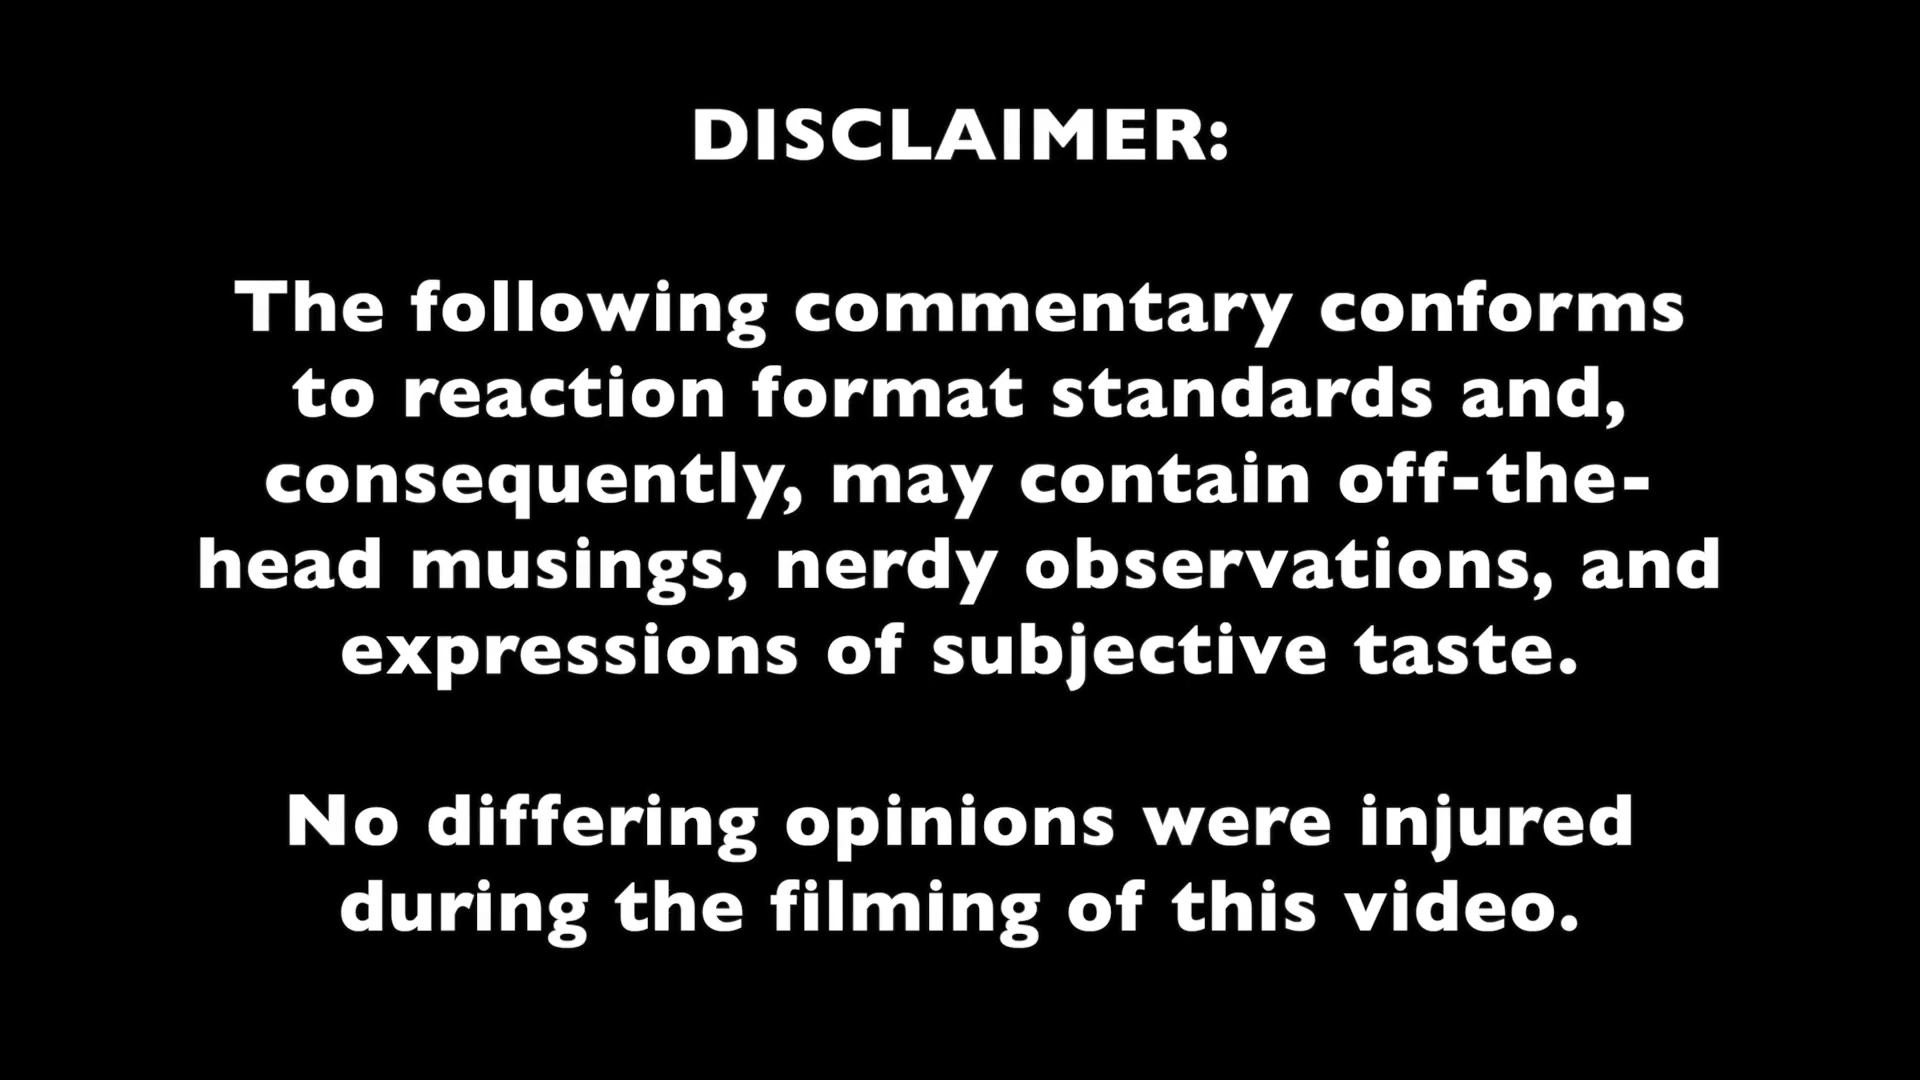 DISCLAIMER:
The following commentary conforms
to reaction format standards and,
consequently, may contain off-the-
head musings, nerdy observations, and
expressions of subjective taste.
No differing opinions were injured
during the filming of this video.